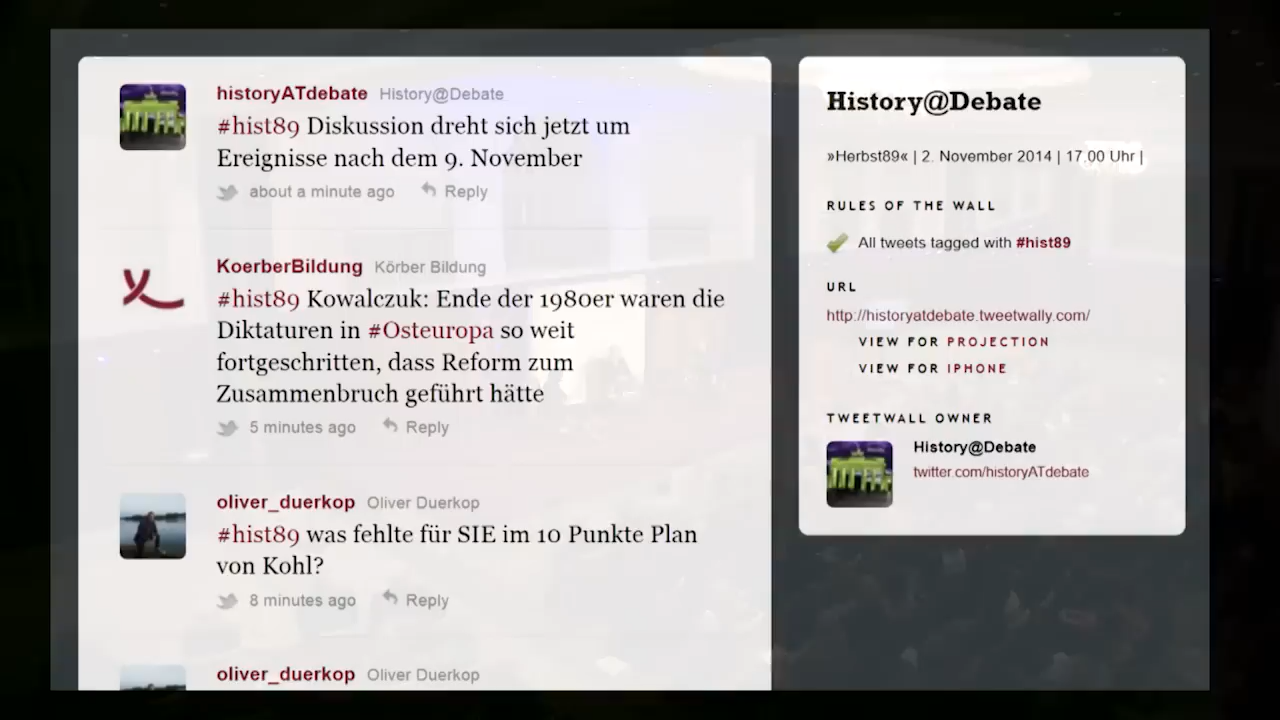 historyATdebate History@Debate
#hist89 Diskussion dreht sich jetzt um
Ereignisse nach dem 9. November
about a minute ago Reply
KoerberBildung Körber Bildung
#hist89 Kowalczuk: Ende der 1980er waren die
Diktaturen in #Osteuropa so weit
fortgeschritten, dass Reform zum
Zusammenbruch geführt hätte
5 minutes ago Reply
oliver_duerkop Oliver Duerkop
#hist89 was fehlte für SIE im 10 Punkte Plan
von Kohl?
8 minutes ago Reply
oliver_duerkop Oliver Duerkop
History@Debate
»Herbst89« | 2. November 2014 | 17.00 Uhr |
RULES OF THE WALL
All tweets tagged with #hist89
URL
http://historyatdebate.tweetwally.com/
VIEW FOR PROJECTION
VIEW FOR IPHONE
TWEETWALL OWNER
History@Debate
twitter.com/historyATdebate